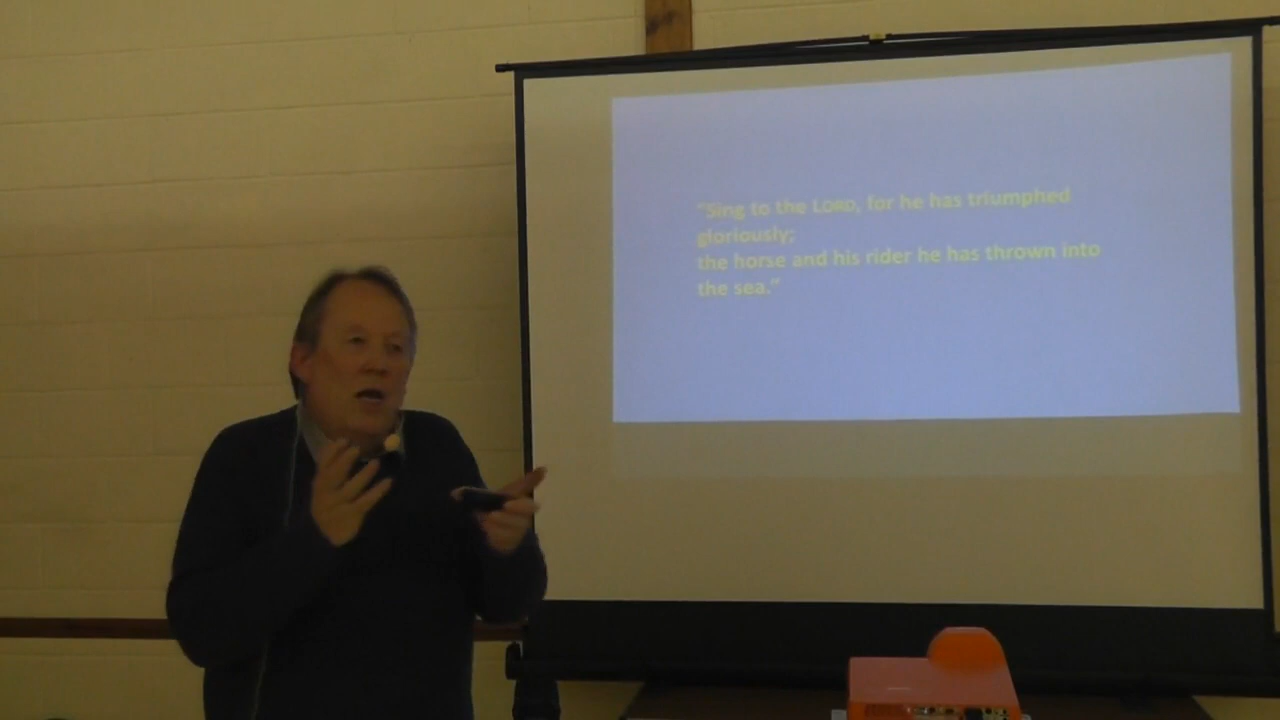 "Sing to the LORD, for he has triumphed
gloriously;
the horse and his rider he has thrown into
the sea."